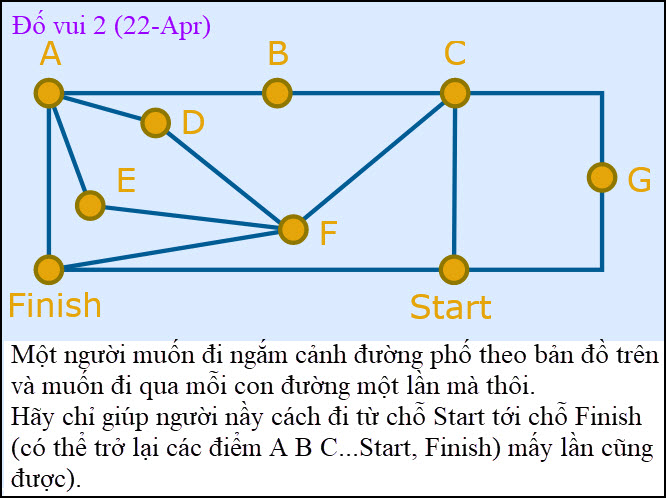 Đố vui 2 (22-Apr)
A
B
C
D
E
G
F
Finish
Start
Một người muốn đi ngắm cảnh đường phố theo bản đồ trên
và muốn đi qua mỗi con đường một lần mà thôi.
Hãy chỉ giúp người nầy cách đi từ chỗ Start tới chỗ Finish
(có thể trở lại các điểm A B C...Start, Finish) mấy lần cũng
được).